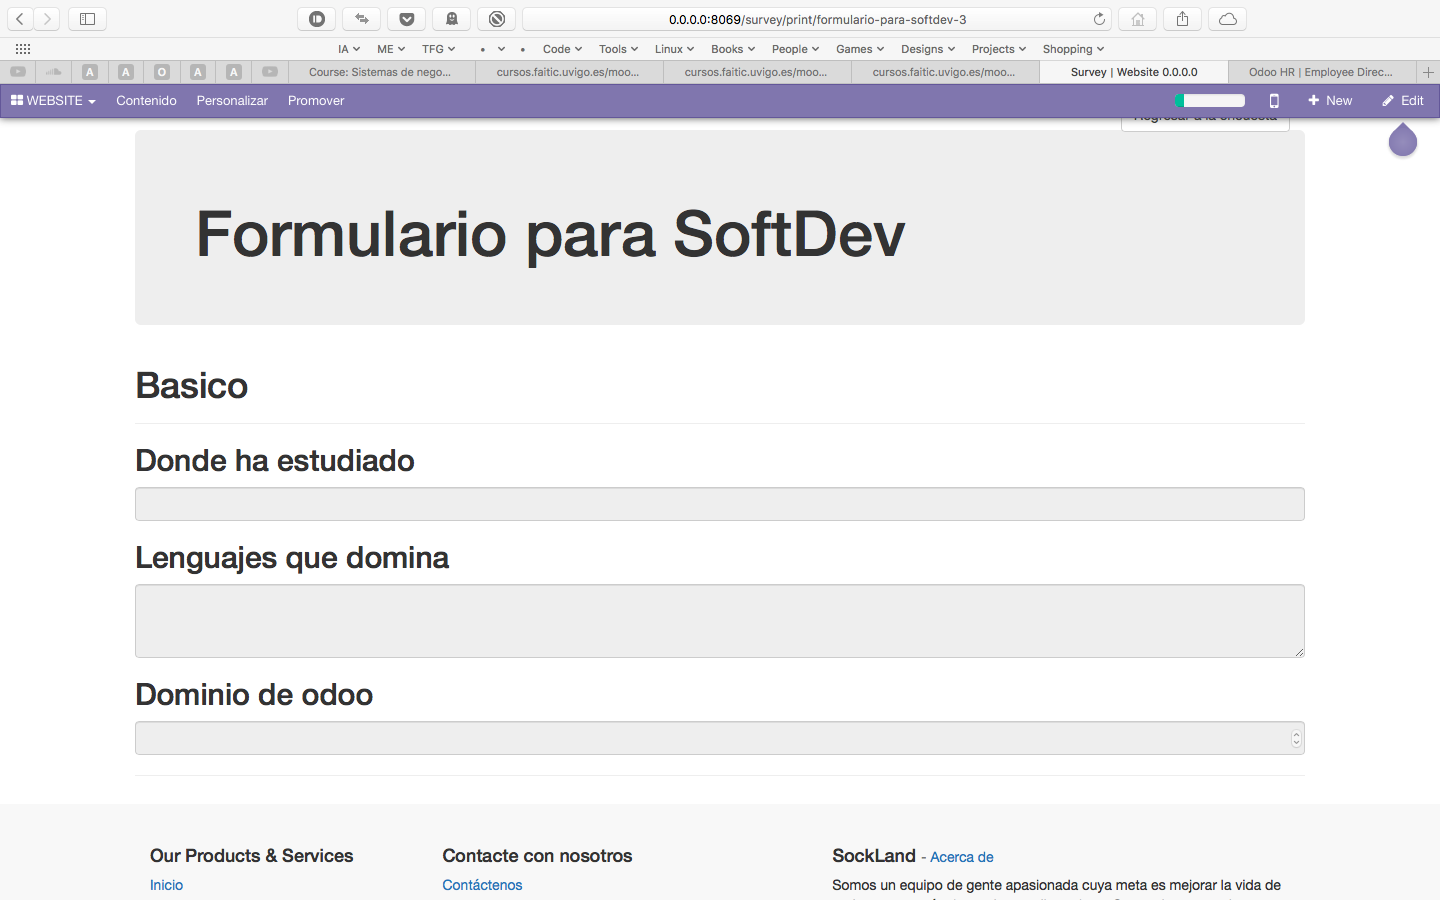 0.0.0.0:8069/survey/print/formulario-para-softdev-3
IA ME TFG Code Tools Linux Books People Games Designs Projects Shopping
A A O A A Course: Sistemas de nego... cursos.faitic.uvigo.es/moo... cursos.faitic.uvigo.es/moo... cursos.faitic.uvigo.es/moo... Survey | Website 0.0.0.0 Odoo HR | Employee Direc...
WEBSITE Contenido Personalizar Promover New Edit
Regresar a la encuesta
Formulario para SoftDev
Basico
Donde ha estudiado
Lenguajes que domina
Dominio de odoo
Our Products & Services Contacte con nosotros SockLand - Acerca de
Inicio Contáctenos Somos un equipo de gente apasionada cuya meta es mejorar la vida de